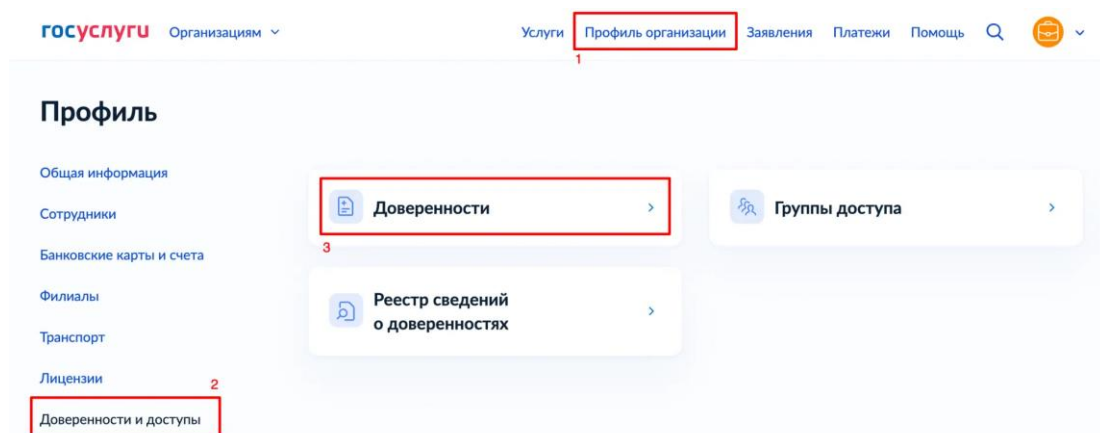 госуслуги Организациям Услуги Профиль организации Заявления Платежи Помощь
1
Профиль
Общая информация
Сотрудники
Банковские карты и счета
Филиалы
Транспорт
Лицензии
2
Доверенности и доступы
Доверенности
3
Группы доступа
Реестр сведений
о доверенностях